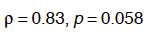 ρ = 0.83, p = 0.058